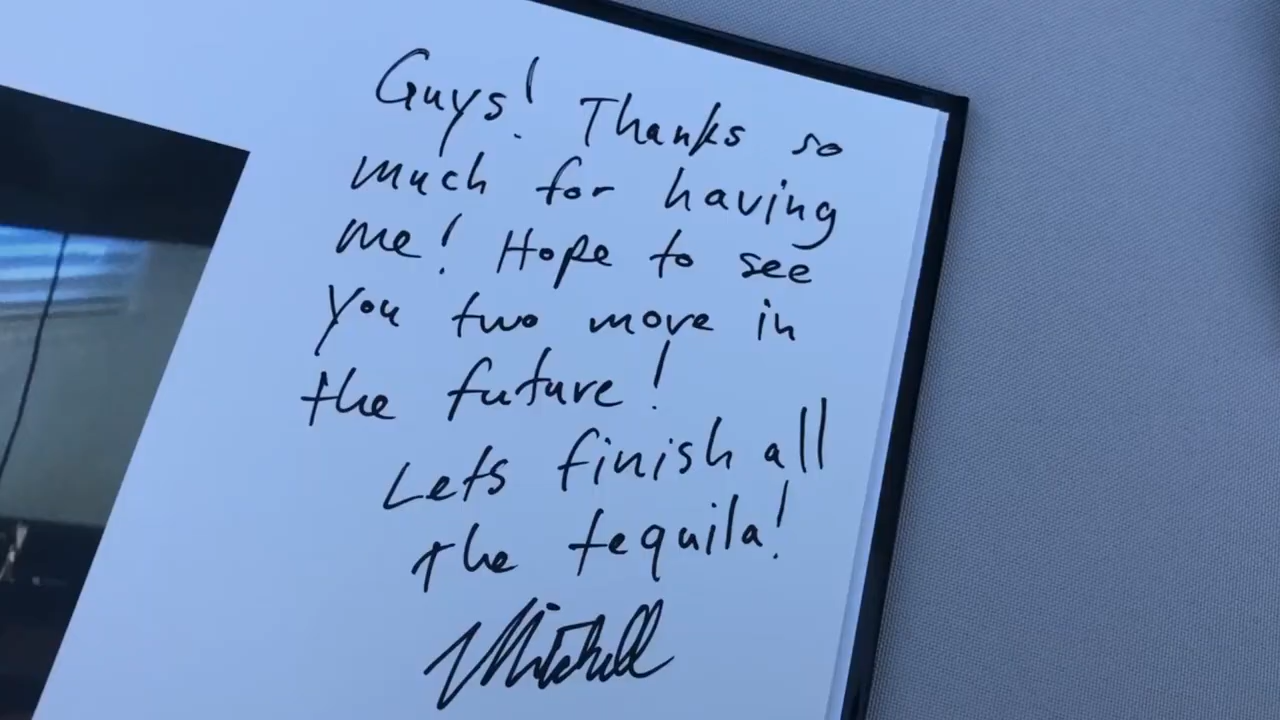 Guys! Thanks so
much for having
me! Hope to see
you two more in
the future!
Lets finish all
the tequila!
Mitchell